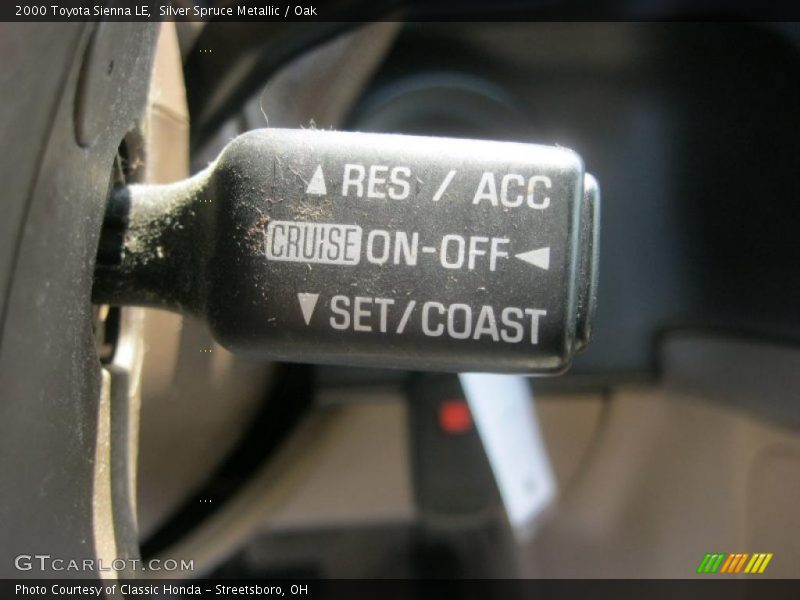 2000 Toyota Sienna LE,  Silver Spruce Metallic / Oak
▲ RES / ACC
CRUISE ON-OFF ◀
▼ SET/COAST
GTCARLOT.COM
Photo Courtesy of Classic Honda – Streetsboro, OH